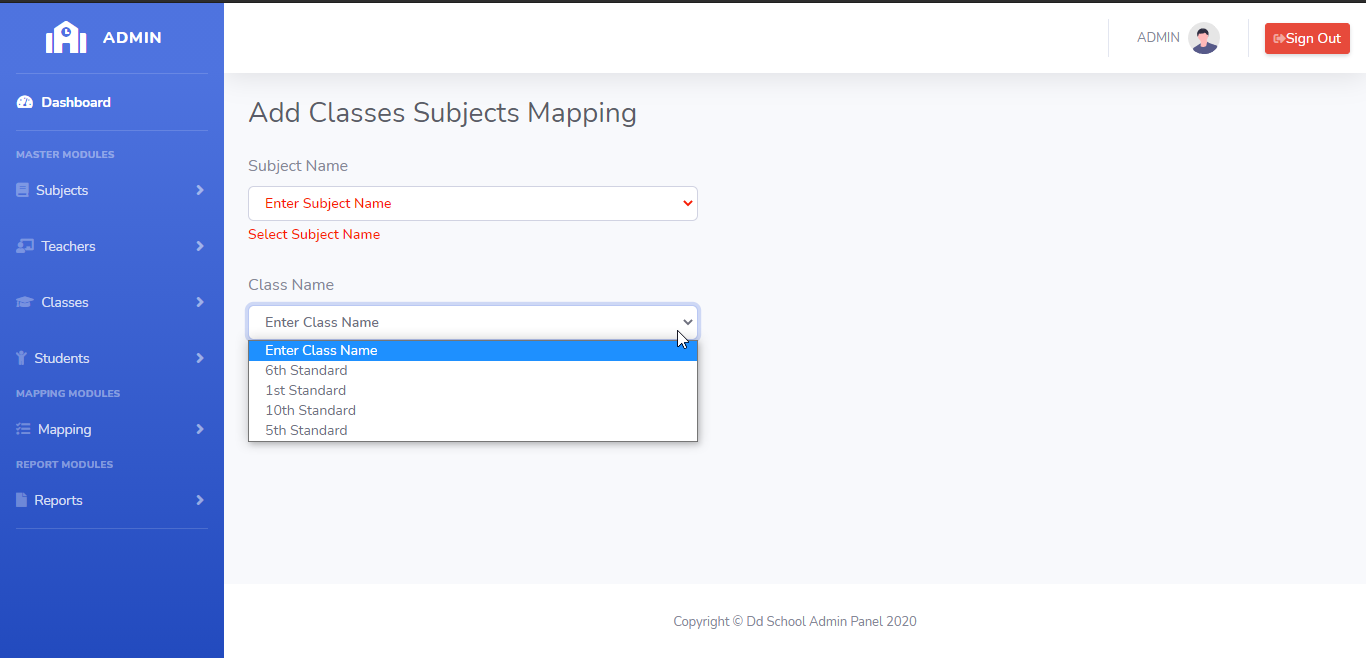 ADMIN
Dashboard
MASTER MODULES
Subjects
Teachers
Classes
Students
MAPPING MODULES
Mapping
REPORT MODULES
Reports
ADMIN
Sign Out
Add Classes Subjects Mapping
Subject Name
Enter Subject Name
Select Subject Name
Class Name
Enter Class Name
Enter Class Name
6th Standard
1st Standard
10th Standard
5th Standard
Copyright © Dd School Admin Panel 2020